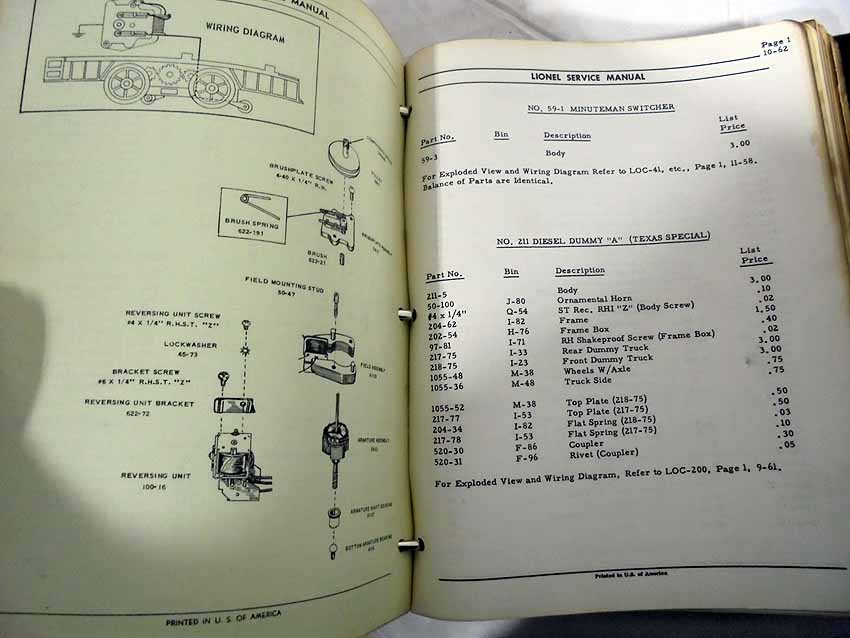 MANUAL
WIRING DIAGRAM
BRUSHPLATE SCREW
4-40 X 1/4" R.H.
BRUSH SPRING
622-191
BRUSH
622-21
FIELD MOUNTING STUD
50-47
REVERSING UNIT SCREW
#4 X 1/4" R.H.S.T. "Z"
LOCKWASHER
45-73
BRACKET SCREW
#6 X 1/4" R.H.S.T. "Z"
FIELD ASSEMBLY
REVERSING UNIT BRACKET
622-72
ARMATURE ASSEMBLY
REVERSING UNIT
100-16
ARMATURE SHAFT BEARING
BOTTOM ARMATURE BEARING
PRINTED IN U. S. OF AMERICA
Page 1
10-62
LIONEL SERVICE MANUAL
NO. 59-1 MINUTEMAN SWITCHER
Part No. Bin Description List Price
59-3 Body 3.00
For Exploded View and Wiring Diagram Refer to LOC-41, etc., Page 1, 11-58.
Balance of Parts are Identical.
NO. 211 DIESEL DUMMY "A" (TEXAS SPECIAL)
Part No. Bin Description List Price
211-5 Body 3.00
50-100 J-80 Ornamental Horn .10
#4 x 1/4" Q-54 ST Rec. RHI "Z" (Body Screw) .02
204-62 I-82 Frame 1.50
202-54 H-76 Frame Box .40
97-81 I-71 RH Shakeproof Screw (Frame Box) .02
217-75 I-33 Rear Dummy Truck 3.00
218-75 I-23 Front Dummy Truck 3.00
1055-48 M-38 Wheels W/Axle .75
1055-36 M-48 Truck Side .75
1055-52 M-38 Top Plate (218-75) .50
217-77 I-53 Top Plate (217-75) .50
204-34 I-82 Flat Spring (218-75) .03
217-78 I-53 Flat Spring (217-75) .10
520-30 F-86 Coupler .30
520-31 F-96 Rivet (Coupler) .05
For Exploded View and Wiring Diagram, Refer to LOC-200, Page 1, 9-61.
Printed in U.S. of America